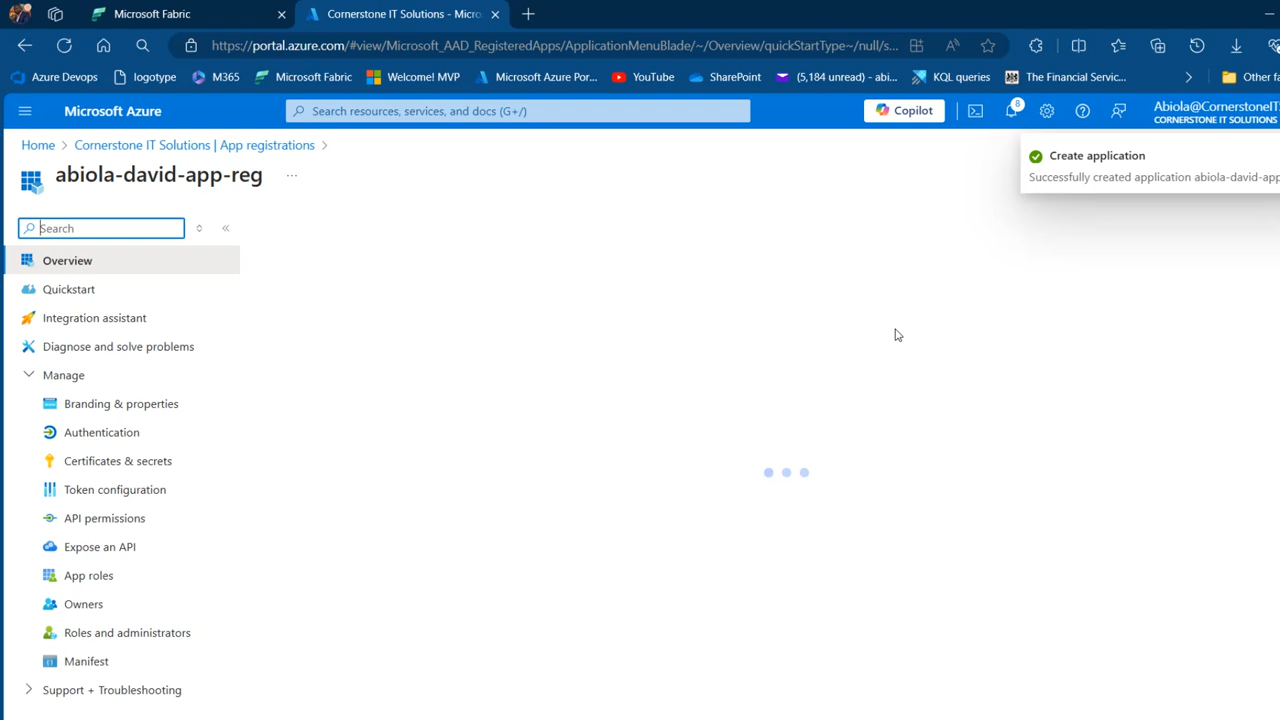 Microsoft Fabric
Cornerstone IT Solutions - Micro
https://portal.azure.com/#view/Microsoft_AAD_RegisteredApps/ApplicationMenuBlade/~/Overview/quickStartType~/null/s...
Azure Devops
logotype
M365
Microsoft Fabric
Welcome! MVP
Microsoft Azure Por...
YouTube
SharePoint
(5,184 unread) - abi...
KQL queries
The Financial Servic...
Other fa
Microsoft Azure
Search resources, services, and docs (G+/)
Copilot
8
Abiola@CornerstoneIT
CORNERSTONE IT SOLUTIONS
Home > Cornerstone IT Solutions | App registrations >
abiola-david-app-reg ...
Create application
Successfully created application abiola-david-app
Search
Overview
Quickstart
Integration assistant
Diagnose and solve problems
Manage
Branding & properties
Authentication
Certificates & secrets
Token configuration
API permissions
Expose an API
App roles
Owners
Roles and administrators
Manifest
Support + Troubleshooting